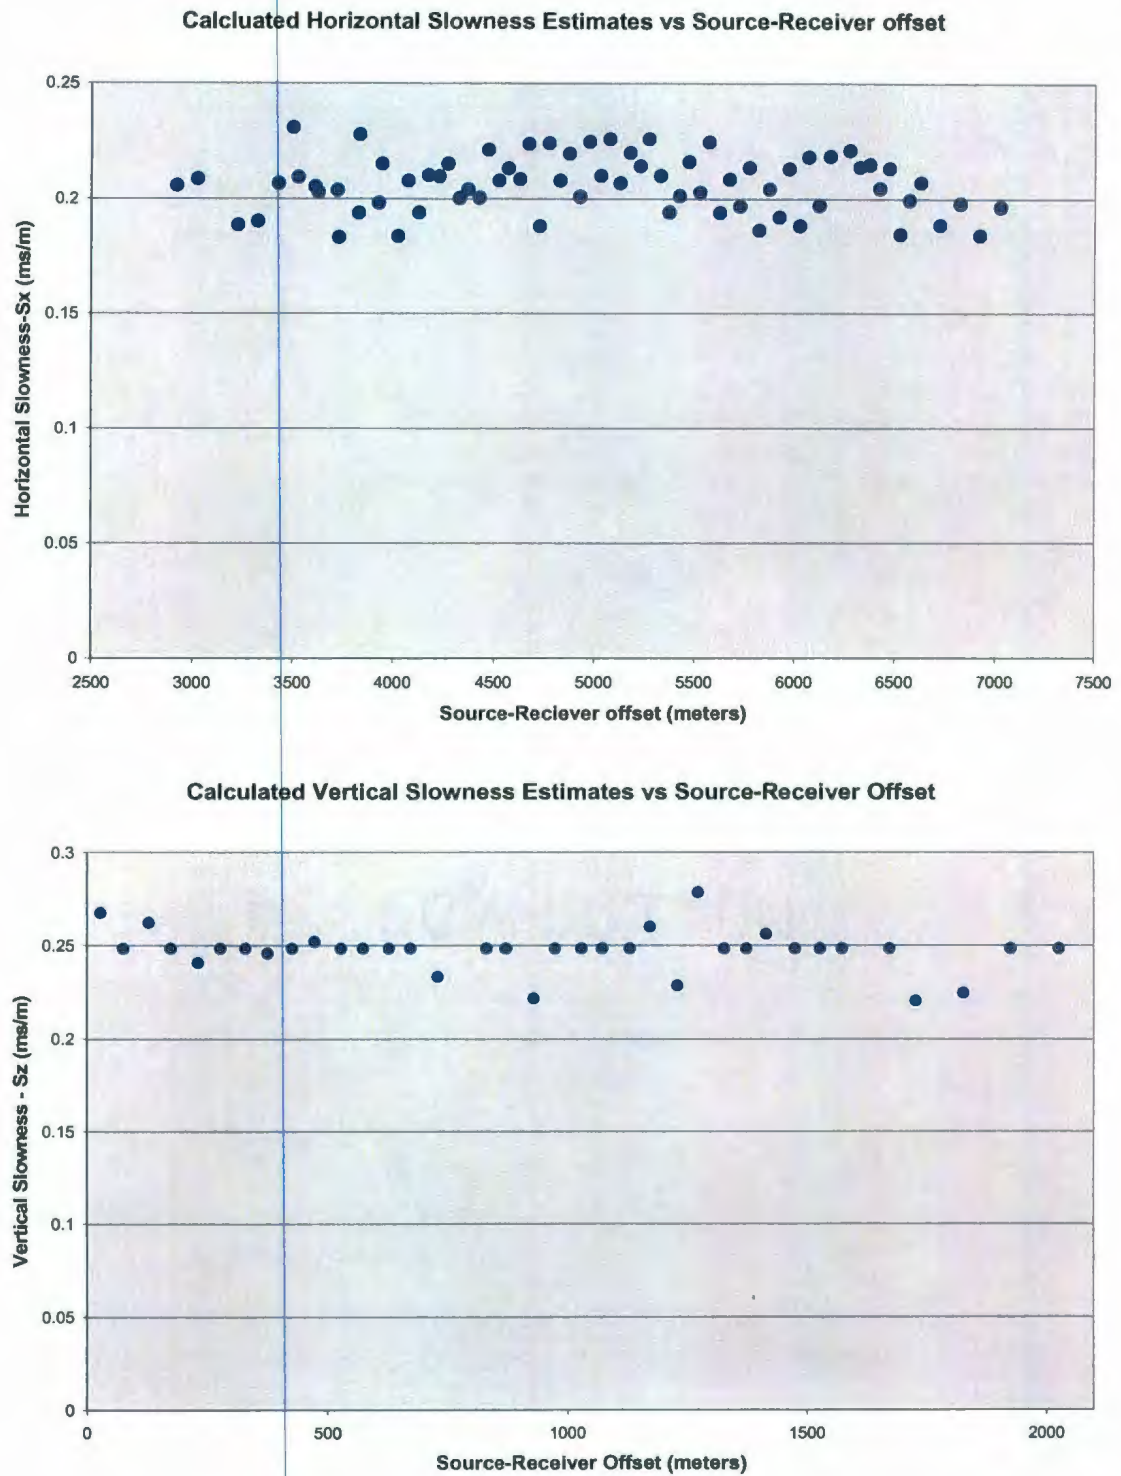 Calcluated Horizontal Slowness Estimates vs Source-Receiver offset
0.25
0.2
0.15
0.1
0.05
0
Horizontal Slowness-Sx (ms/m)
2500 3000 3500 4000 4500 5000 5500 6000 6500 7000 7500
Source-Reciever offset (meters)
Calculated Vertical Slowness Estimates vs Source-Receiver Offset
0.3
0.25
0.2
0.15
0.1
0.05
0
Vertical Slowness - Sz (ms/m)
0 500 1000 1500 2000
Source-Receiver Offset (meters)